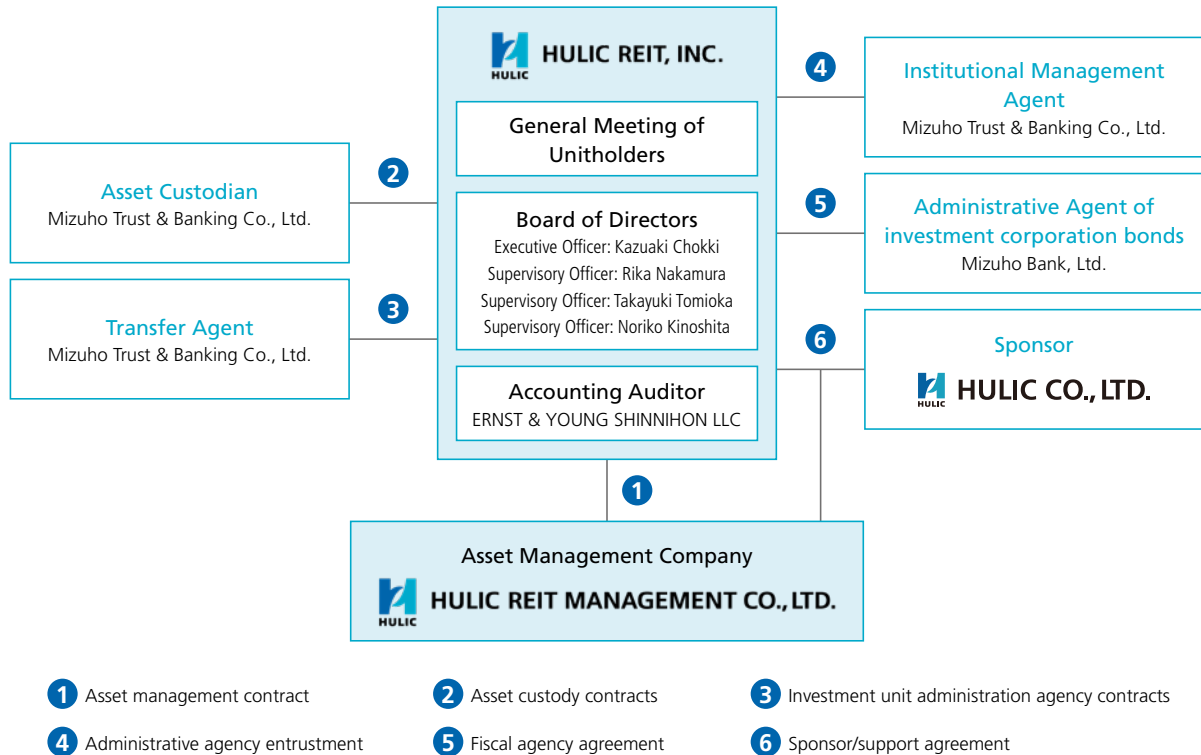 HULIC
HULIC REIT, INC.
General Meeting of
Unitholders
Board of Directors
Executive Officer: Kazuaki Chokki
Supervisory Officer: Rika Nakamura
Supervisory Officer: Takayuki Tomioka
Supervisory Officer: Noriko Kinoshita
Accounting Auditor
ERNST & YOUNG SHINNIHON LLC
2
Asset Custodian
Mizuho Trust & Banking Co., Ltd.
3
Transfer Agent
Mizuho Trust & Banking Co., Ltd.
4
Institutional Management
Agent
Mizuho Trust & Banking Co., Ltd.
5
Administrative Agent of
investment corporation bonds
Mizuho Bank, Ltd.
6
Sponsor
HULIC
HULIC CO., LTD.
1
Asset Management Company
HULIC
HULIC REIT MANAGEMENT CO., LTD.
1 Asset management contract
2 Asset custody contracts
3 Investment unit administration agency contracts
4 Administrative agency entrustment
5 Fiscal agency agreement
6 Sponsor/support agreement